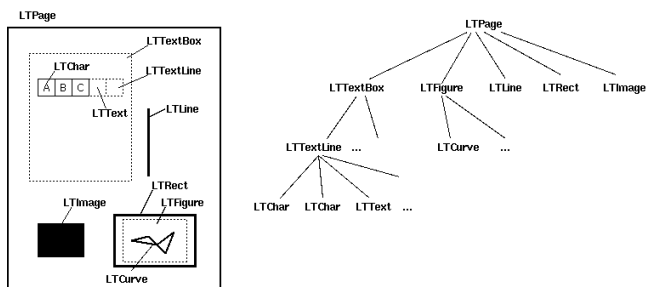 LTPage
LTTextBox
LTChar
LTTextLine
A B C
LTText
LTLine
LTRect
LTImage
LTFigure
LTCurve
LTPage
LTTextBox LTFigure LTLine LTRect LTImage
LTTextLine ... LTCurve ...
LTChar LTChar LTText ...